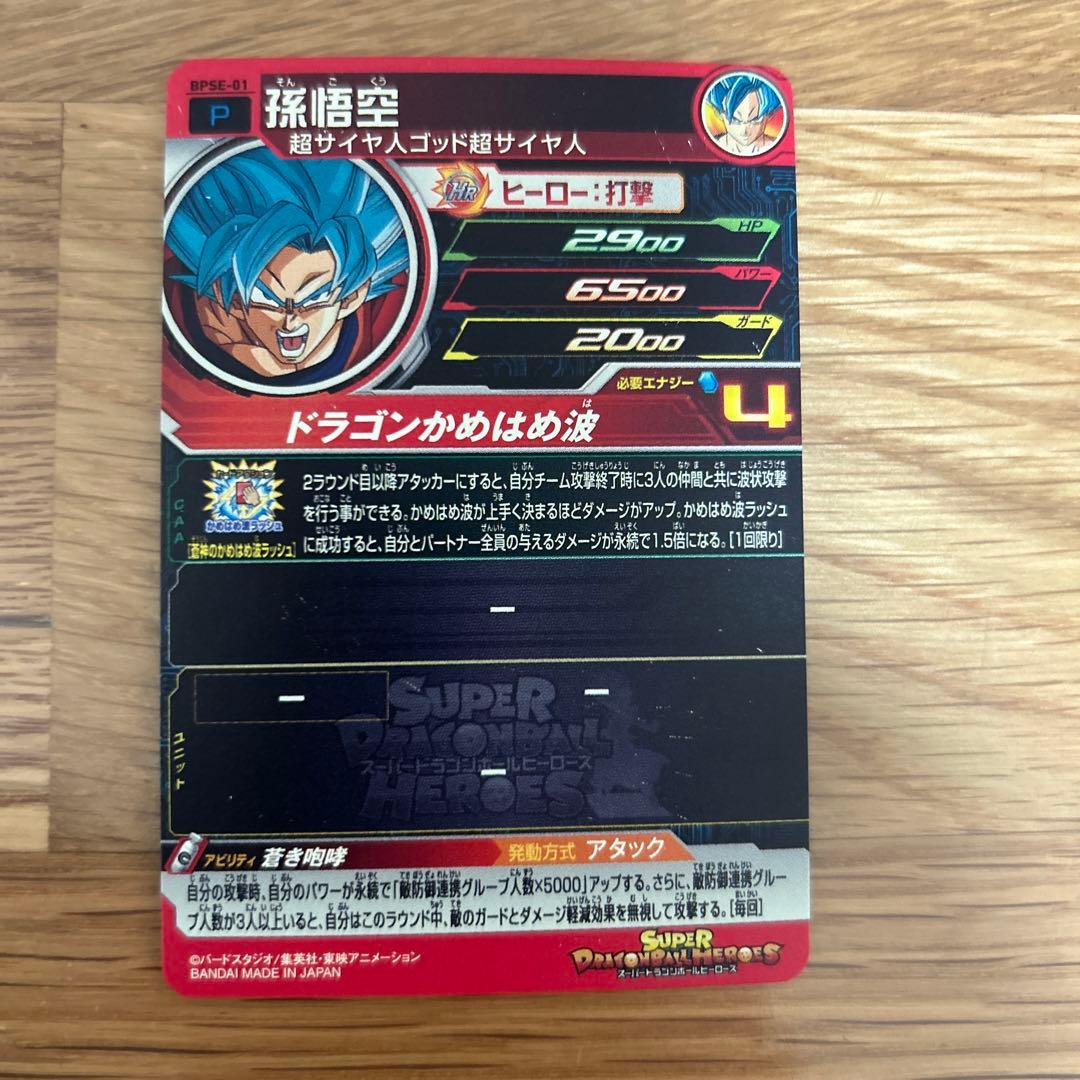 BPSE-01
P
そんごくう
孫悟空
超サイヤ人ゴッド超サイヤ人
HR
ヒーロー:打撃
HP
2900
パワー
6500
ガード
2000
必要エナジー
4
は
ドラゴンかめはめ波
CAA
カードアクション
かめはめ波ラッシュ
[蒼神のかめはめ波ラッシュ]
2ラウンド目以降アタッカーにすると、自分チーム攻撃終了時に3人の仲間と共に波状攻撃
を行う事ができる。かめはめ波が上手く決まるほどダメージがアップ。かめはめ波ラッシュ
に成功すると、自分とパートナー全員の与えるダメージが永続で1.5倍になる。[1回限り]
ー
ー
ー
ユニット
SUPER
DRAGONBALL
スーパードラゴンボールヒーローズ
ー
HEROES
アビリティ 蒼き咆哮
発動方式 アタック
自分の攻撃時、自分のパワーが永続で「敵防御連携グループ人数×5000」アップする。さらに、敵防御連携グルー
プ人数が3人以上いると、自分はこのラウンド中、敵のガードとダメージ軽減効果を無視して攻撃する。[毎回]
©バードスタジオ/集英社・東映アニメーション
BANDAI MADE IN JAPAN
SUPER
DRAGONBALL HEROES
スーパードラゴンボールヒーローズ